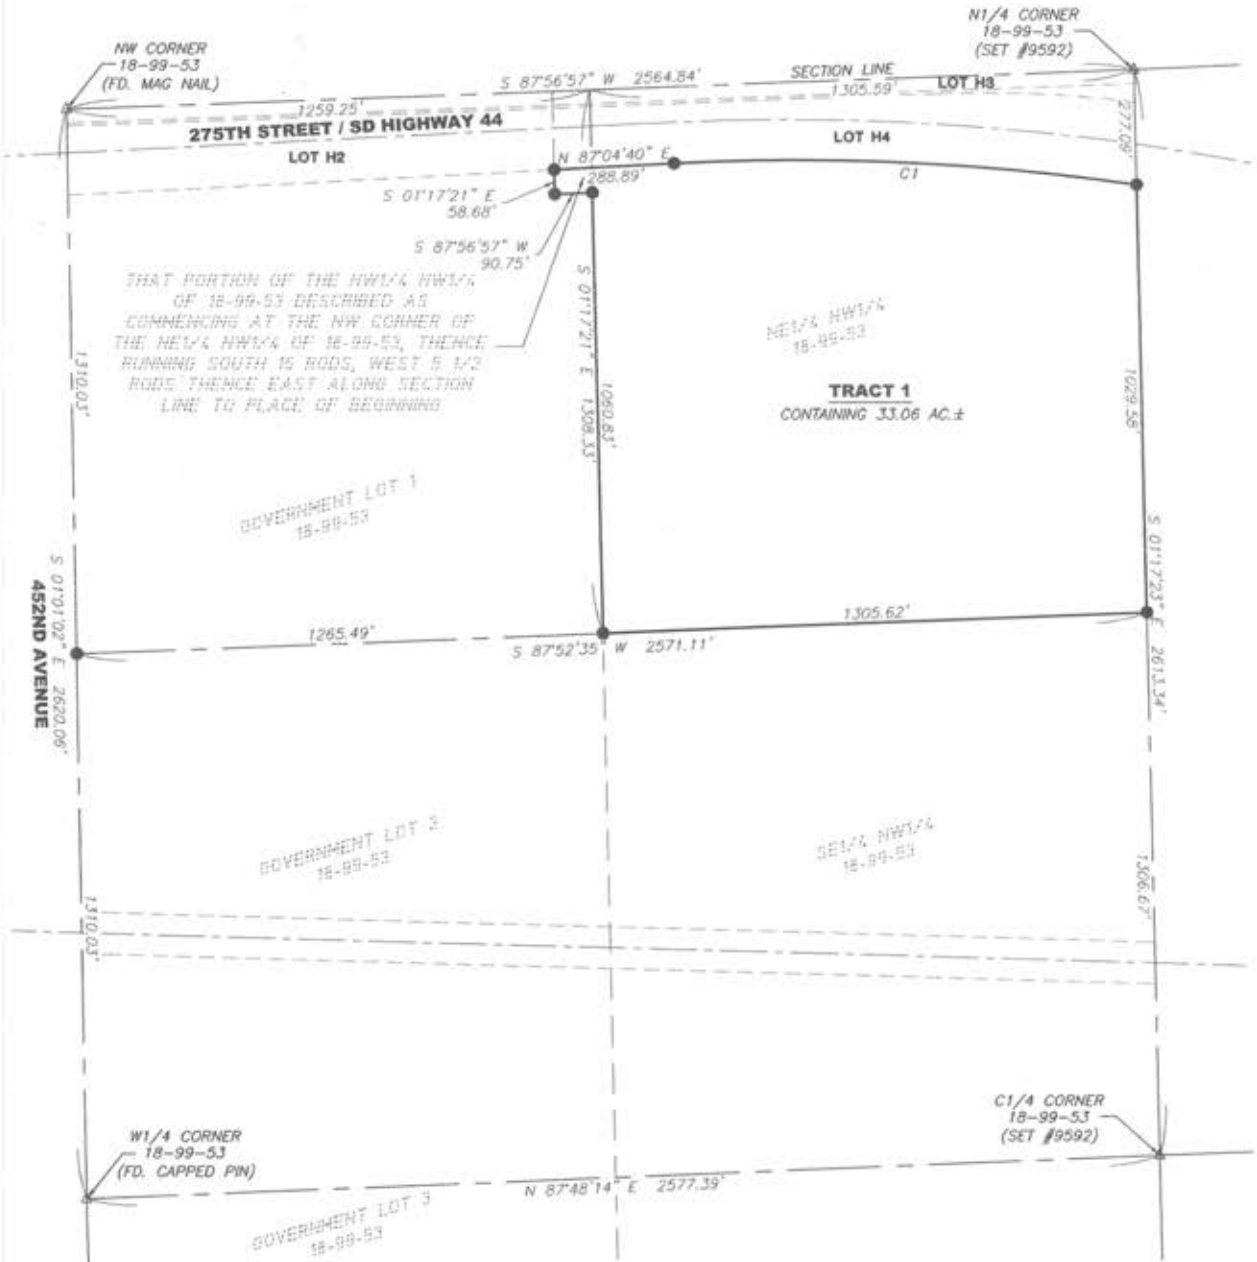 N1/4 CORNER
18-99-53
(SET #9592)
NW CORNER
18-99-53
(FD. MAG NAIL)
S 87°56'57" W 2564.84'
SECTION LINE
1259.25'
1305.59'
LOT H3
275TH STREET / SD HIGHWAY 44
LOT H2
LOT H4
277.09'
N 87°04'40" E
288.89'
C1
S 01°17'21" E
58.68'
S 87°56'57" W
90.75'
THAT PORTION OF THE NW1/4 NW1/4
OF 18-99-53 DESCRIBED AS
COMMENCING AT THE NW CORNER OF
THE NE1/4 NW1/4 OF 18-99-53, THENCE
RUNNING SOUTH 16 RODS, WEST 5 1/2
RODS THENCE EAST ALONG SECTION
LINE TO PLACE OF BEGINNING
NE1/4 NW1/4
18-99-53
TRACT 1
CONTAINING 33.06 AC.±
1310.03'
S 01°17'21" E 1308.33'
1060.83'
1029.58'
GOVERNMENT LOT 1
18-99-53
S 01°01'02" E 2620.06'
452ND AVENUE
S 01°17'23" E 2613.34'
1265.49'
1305.62'
S 87°52'35" W 2571.11'
GOVERNMENT LOT 2
18-99-53
SE1/4 NW1/4
18-99-53
1310.03'
1306.67'
C1/4 CORNER
18-99-53
(SET #9592)
W1/4 CORNER
18-99-53
(FD. CAPPED PIN)
N 87°48'14" E 2577.39'
GOVERNMENT LOT 3
18-99-53